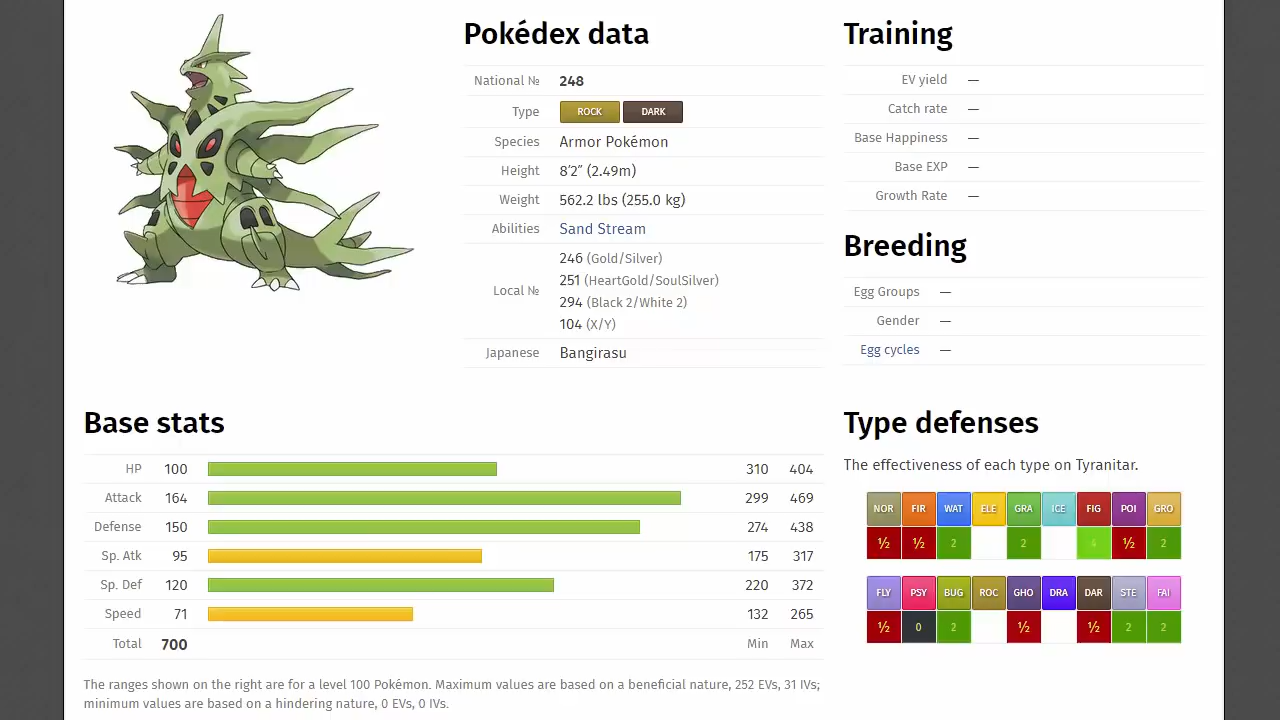 Pokédex data
National № 248
Type ROCK DARK
Species Armor Pokémon
Height 8′2″ (2.49m)
Weight 562.2 lbs (255.0 kg)
Abilities Sand Stream
Local № 246 (Gold/Silver)
251 (HeartGold/SoulSilver)
294 (Black 2/White 2)
104 (X/Y)
Japanese Bangirasu
Training
EV yield —
Catch rate —
Base Happiness —
Base EXP —
Growth Rate —
Breeding
Egg Groups —
Gender —
Egg cycles —
Base stats
HP 100 310 404
Attack 164 299 469
Defense 150 274 438
Sp. Atk 95 175 317
Sp. Def 120 220 372
Speed 71 132 265
Total 700 Min Max
The ranges shown on the right are for a level 100 Pokémon. Maximum values are based on a beneficial nature, 252 EVs, 31 IVs;
minimum values are based on a hindering nature, 0 EVs, 0 IVs.
Type defenses
The effectiveness of each type on Tyranitar.
NOR FIR WAT ELE GRA ICE FIG POI GRO
½ ½ 2 2 4 ½ 2
FLY PSY BUG ROC GHO DRA DAR STE FAI
½ 0 2 ½ ½ 2 2